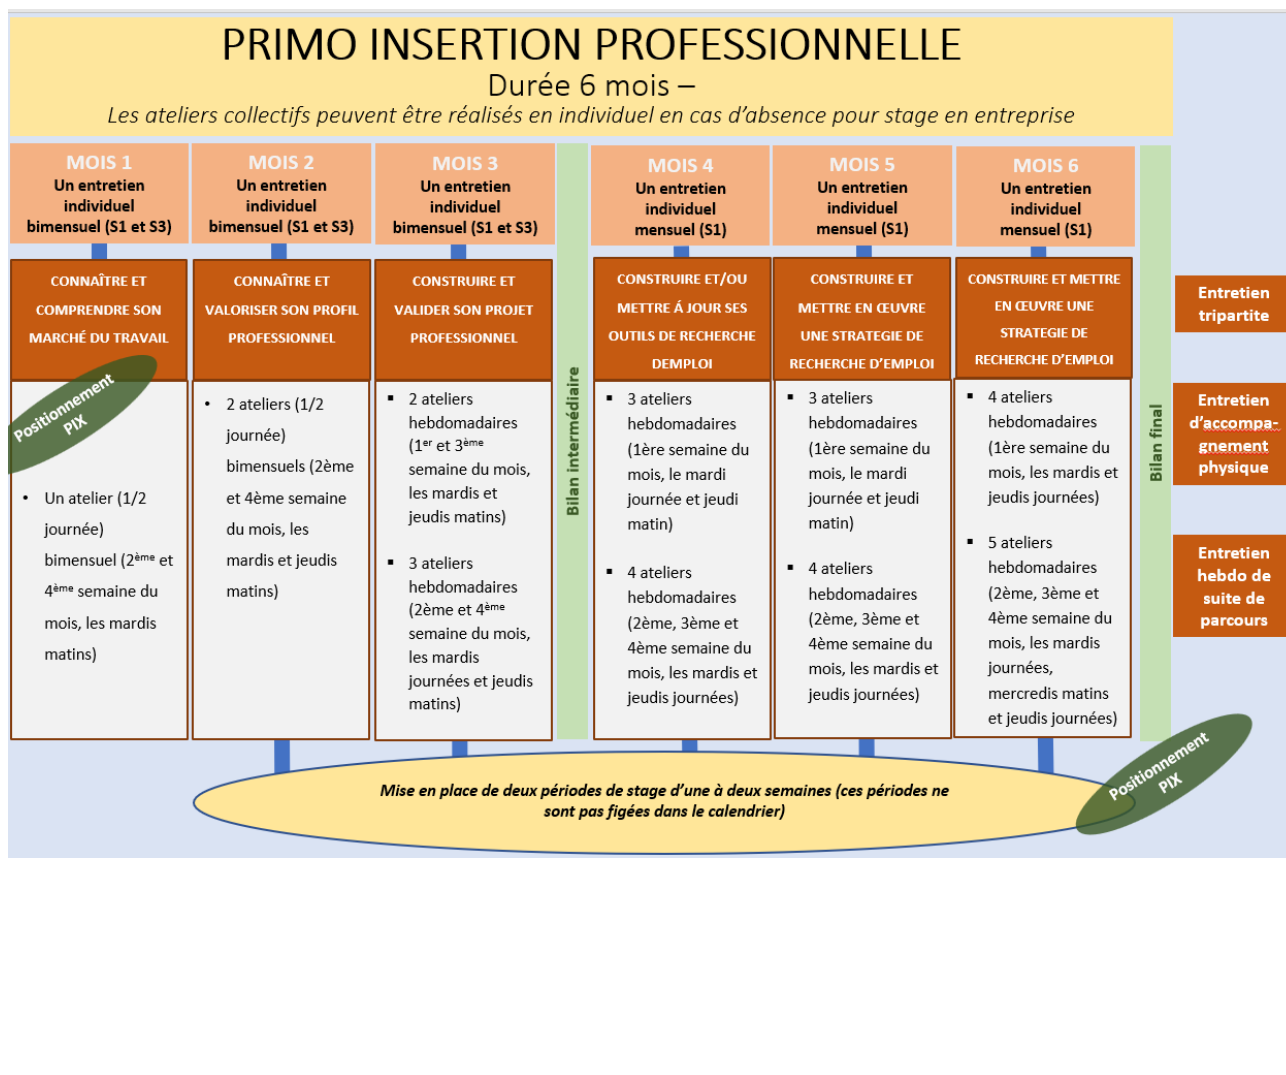 PRIMO INSERTION PROFESSIONNELLE
Durée 6 mois –
Les ateliers collectifs peuvent être réalisés en individuel en cas d’absence pour stage en entreprise
MOIS 1
Un entretien
individuel
bimensuel (S1 et S3)
CONNAÎTRE ET
COMPRENDRE SON
MARCHÉ DU TRAVAIL
Positionnement
PIX
• Un atelier (1/2
journée)
bimensuel (2ème et
4ème semaine du
mois, les mardis
matins)
MOIS 2
Un entretien
individuel
bimensuel (S1 et S3)
CONNAÎTRE ET
VALORISER SON PROFIL
PROFESSIONNEL
• 2 ateliers (1/2
journée)
bimensuels (2ème
et 4ème semaine
du mois, les
mardis et jeudis
matins)
MOIS 3
Un entretien
individuel
bimensuel (S1 et S3)
CONSTRUIRE ET
VALIDER SON PROJET
PROFESSIONNEL
▪ 2 ateliers
hebdomadaires
(1er et 3ème
semaine du mois,
les mardis et
jeudis matins)
▪ 3 ateliers
hebdomadaires
(2ème et 4ème
semaine du mois,
les mardis
journées et jeudis
matins)
Bilan intermédiaire
MOIS 4
Un entretien
individuel
mensuel (S1)
CONSTRUIRE ET/OU
METTRE Á JOUR SES
OUTILS DE RECHERCHE
DEMPLOI
▪ 3 ateliers
hebdomadaires
(1ère semaine du
mois, le mardi
journée et jeudi
matin)
▪ 4 ateliers
hebdomadaires
(2ème, 3ème et
4ème semaine du
mois, les mardis et
jeudis journées)
MOIS 5
Un entretien
individuel
mensuel (S1)
CONSTRUIRE ET
METTRE EN ŒUVRE
UNE STRATEGIE DE
RECHERCHE D’EMPLOI
▪ 3 ateliers
hebdomadaires
(1ère semaine du
mois, le mardi
journée et jeudi
matin)
▪ 4 ateliers
hebdomadaires
(2ème, 3ème et
4ème semaine du
mois, les mardis et
jeudis journées)
MOIS 6
Un entretien
individuel
mensuel (S1)
CONSTRUIRE ET METTRE
EN ŒUVRE UNE
STRATEGIE DE
RECHERCHE D’EMPLOI
▪ 4 ateliers
hebdomadaires
(1ère semaine du
mois, les mardis et
jeudis journées)
▪ 5 ateliers
hebdomadaires
(2ème, 3ème et
4ème semaine du
mois, les mardis
journées,
mercredis matins
et jeudis journées)
Bilan final
Entretien
tripartite
Entretien
d’accompa-
gnement
physique
Entretien
hebdo de
suite de
parcours
Mise en place de deux périodes de stage d’une à deux semaines (ces périodes ne
sont pas figées dans le calendrier)
Positionnement
PIX